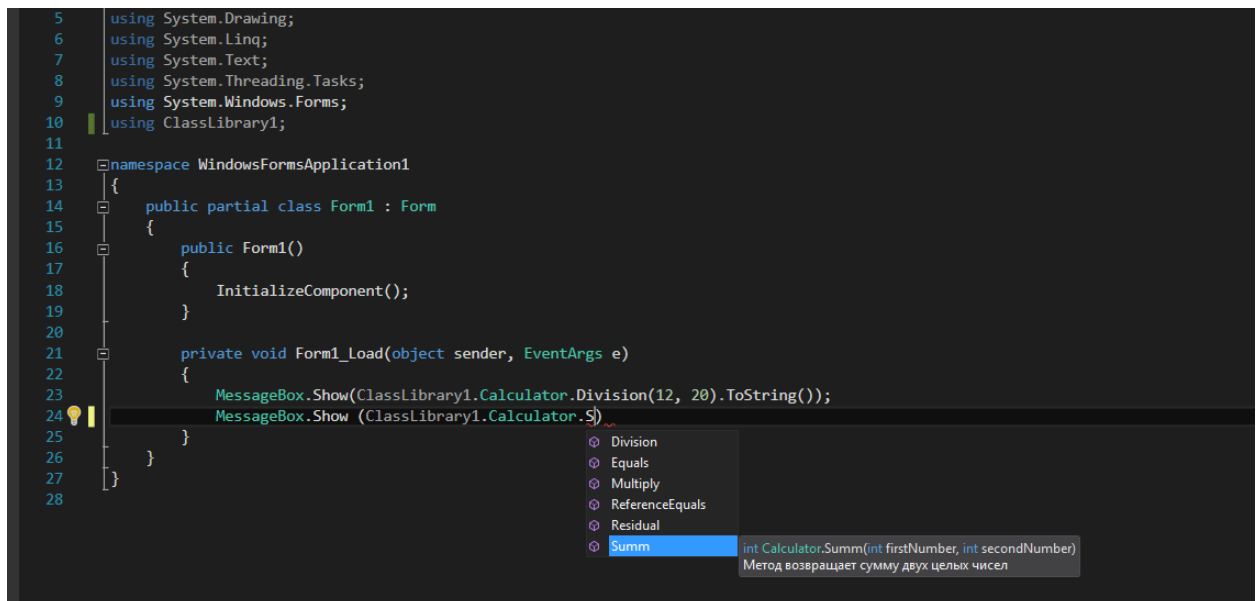 5 using System.Drawing;
6 using System.Linq;
7 using System.Text;
8 using System.Threading.Tasks;
9 using System.Windows.Forms;
10 using ClassLibrary1;
11
12 namespace WindowsFormsApplication1
13 {
14 public partial class Form1 : Form
15 {
16 public Form1()
17 {
18 InitializeComponent();
19 }
20
21 private void Form1_Load(object sender, EventArgs e)
22 {
23 MessageBox.Show(ClassLibrary1.Calculator.Division(12, 20).ToString());
24 MessageBox.Show (ClassLibrary1.Calculator.S)
25 }
26 }
27 }
28
Division
Equals
Multiply
ReferenceEquals
Residual
Summ
int Calculator.Summ(int firstNumber, int secondNumber)
Метод возвращает сумму двух целых чисел